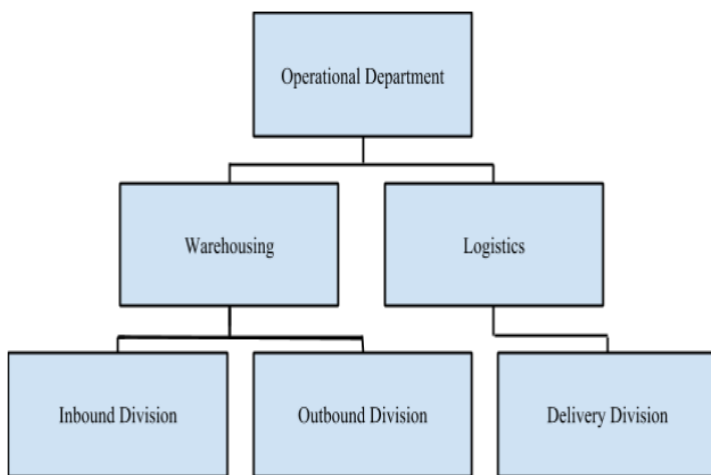 Operational Department
Warehousing
Logistics
Inbound Division
Outbound Division
Delivery Division